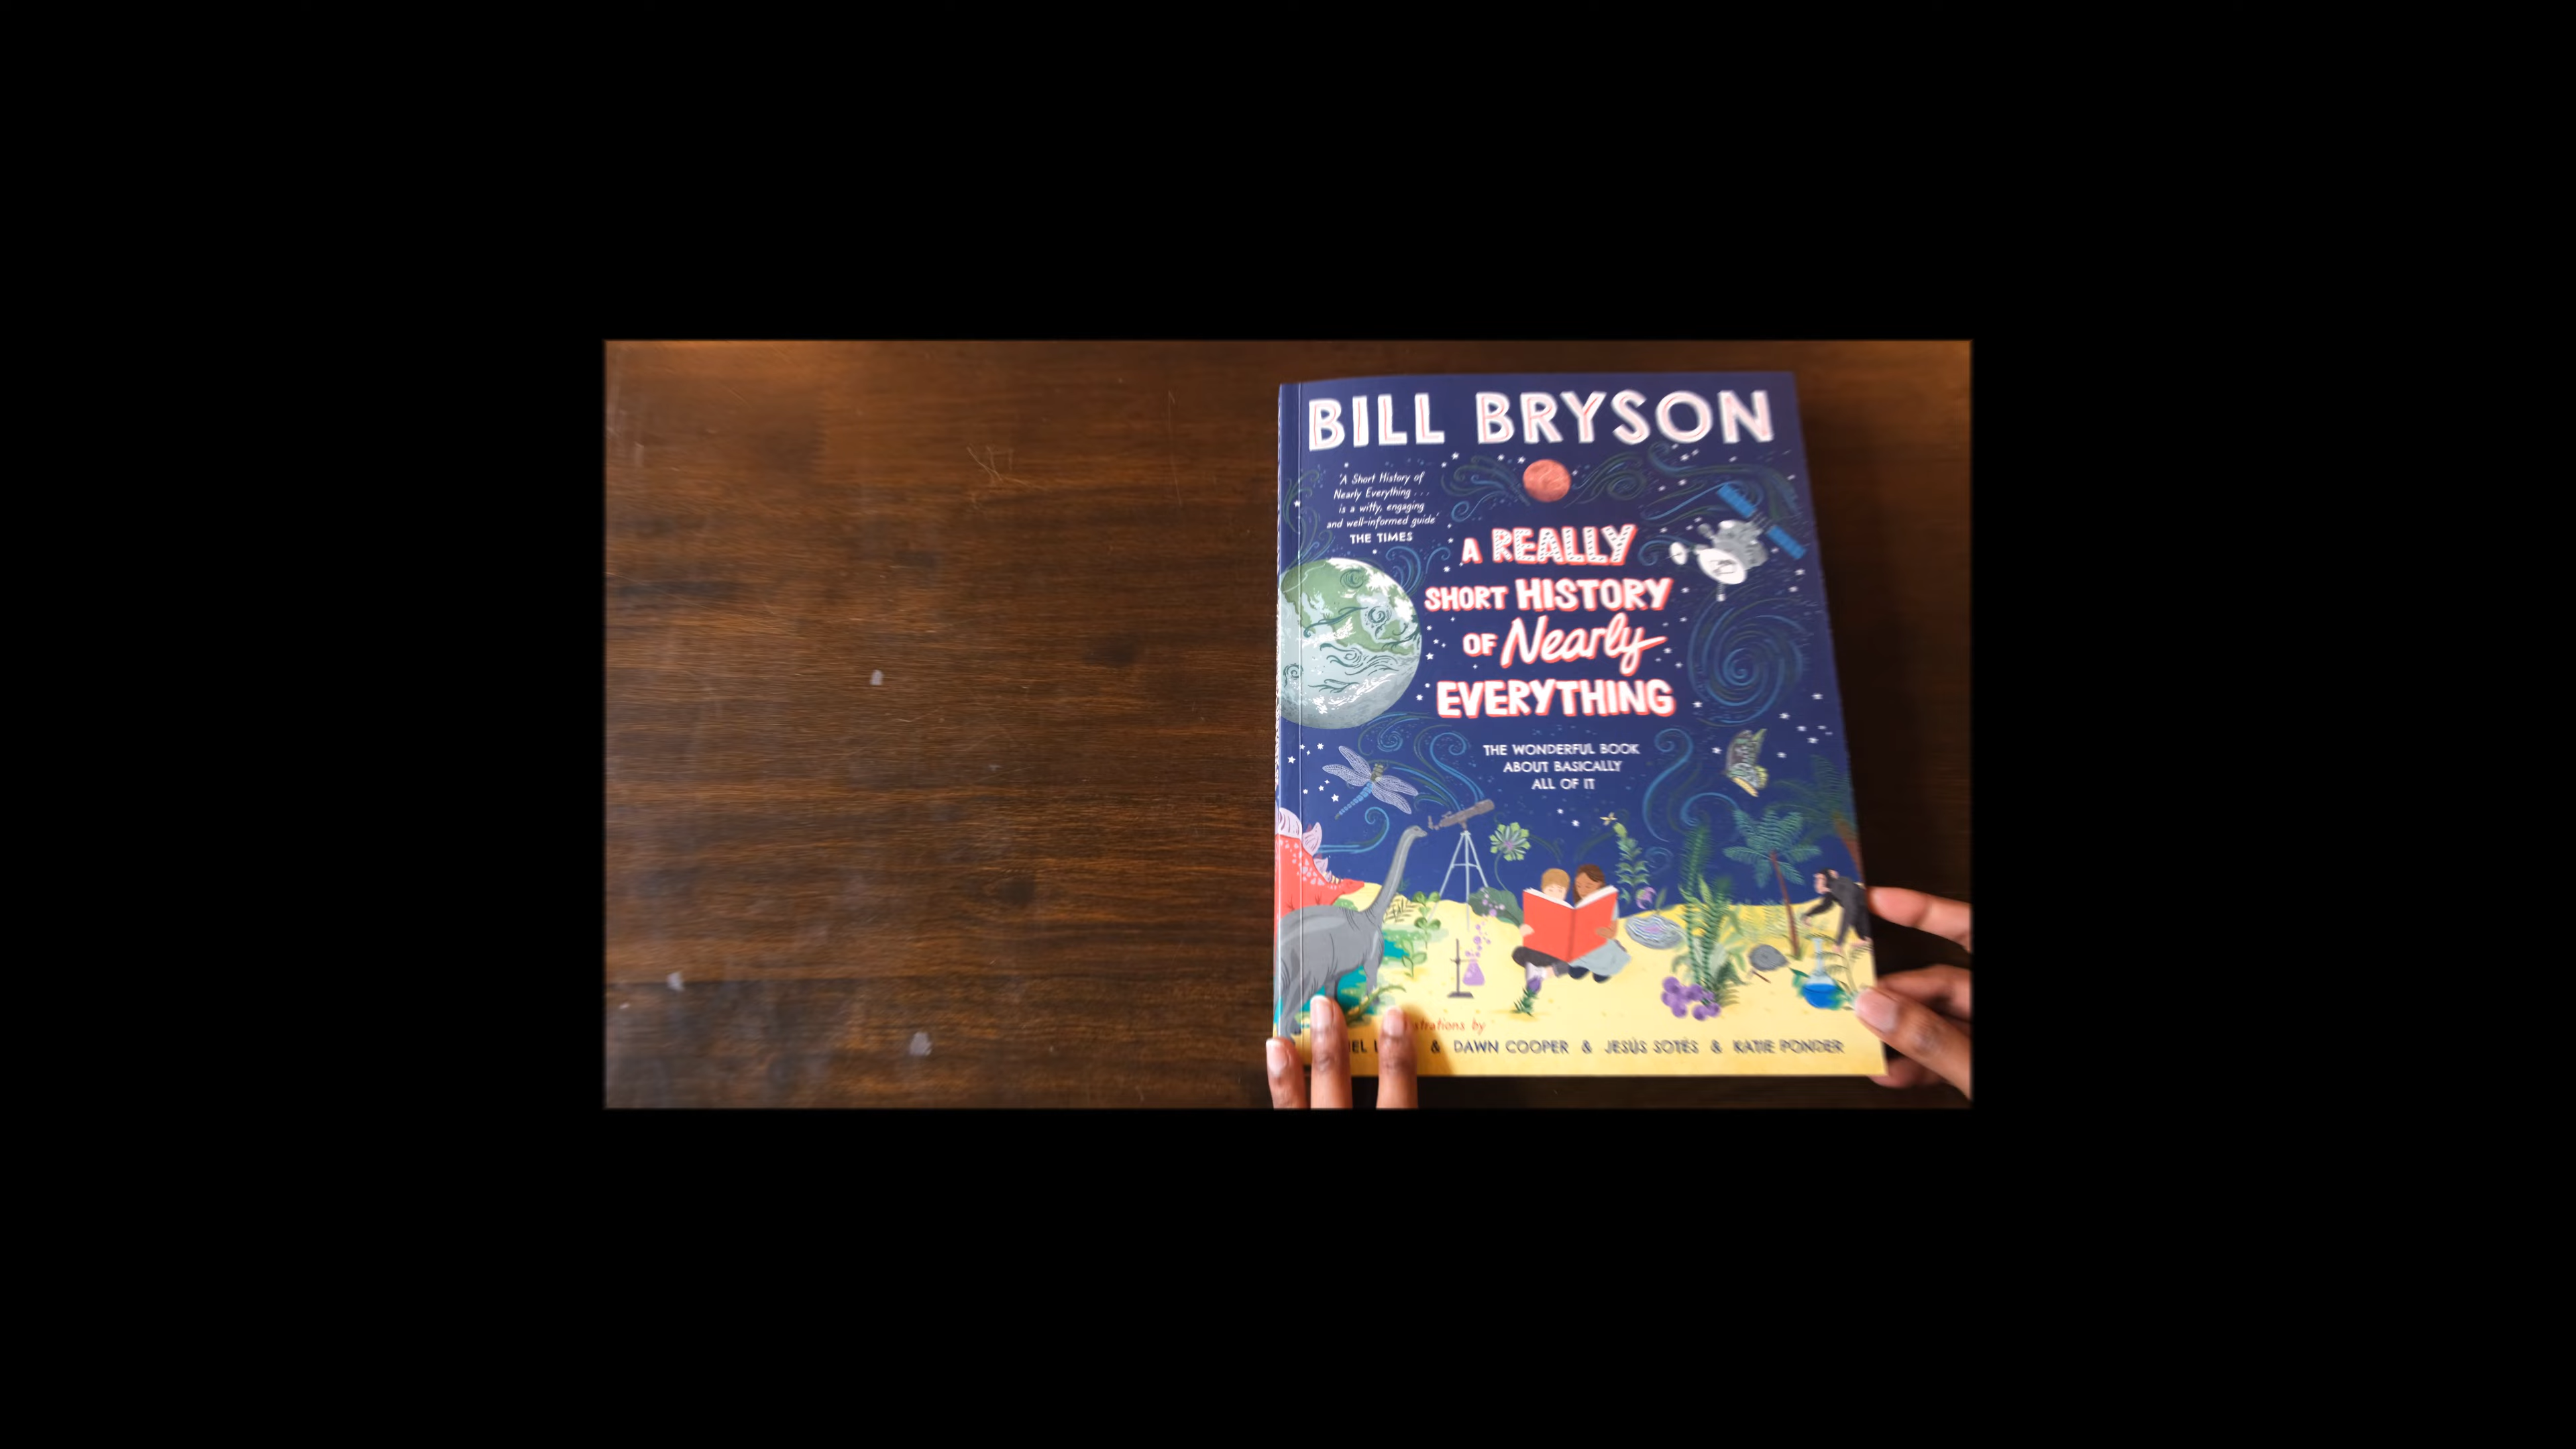 BILL BRYSON
'A Short History of
Nearly Everything . . .
is a witty, engaging
and well-informed guide'
THE TIMES
A REALLY
SHORT HISTORY
OF Nearly
EVERYTHING
THE WONDERFUL BOOK
ABOUT BASICALLY
ALL OF IT
by
& DAWN COOPER & JESÚS SOTÉS & KATIE PONDER